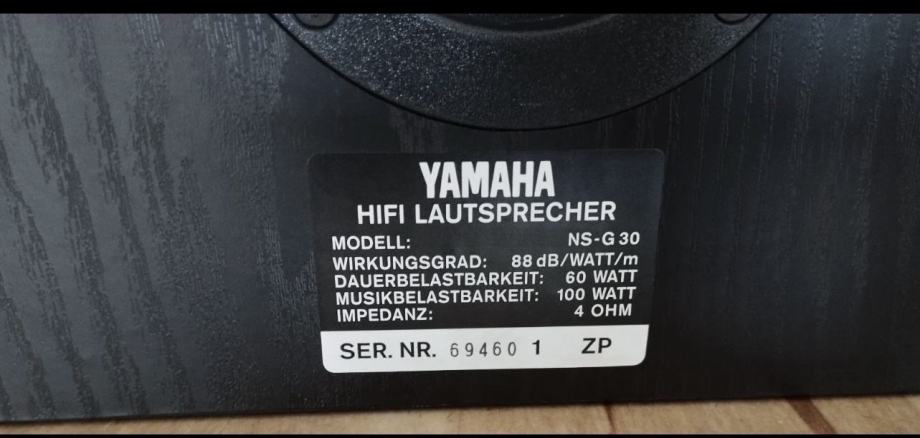 YAMAHA
HIFI LAUTSPRECHER
MODELL: NS-G 30
WIRKUNGSGRAD: 88 dB/WATT/m
DAUERBELASTBARKEIT: 60 WATT
MUSIKBELASTBARKEIT: 100 WATT
IMPEDANZ: 4 OHM
SER. NR. 69460 1 ZP